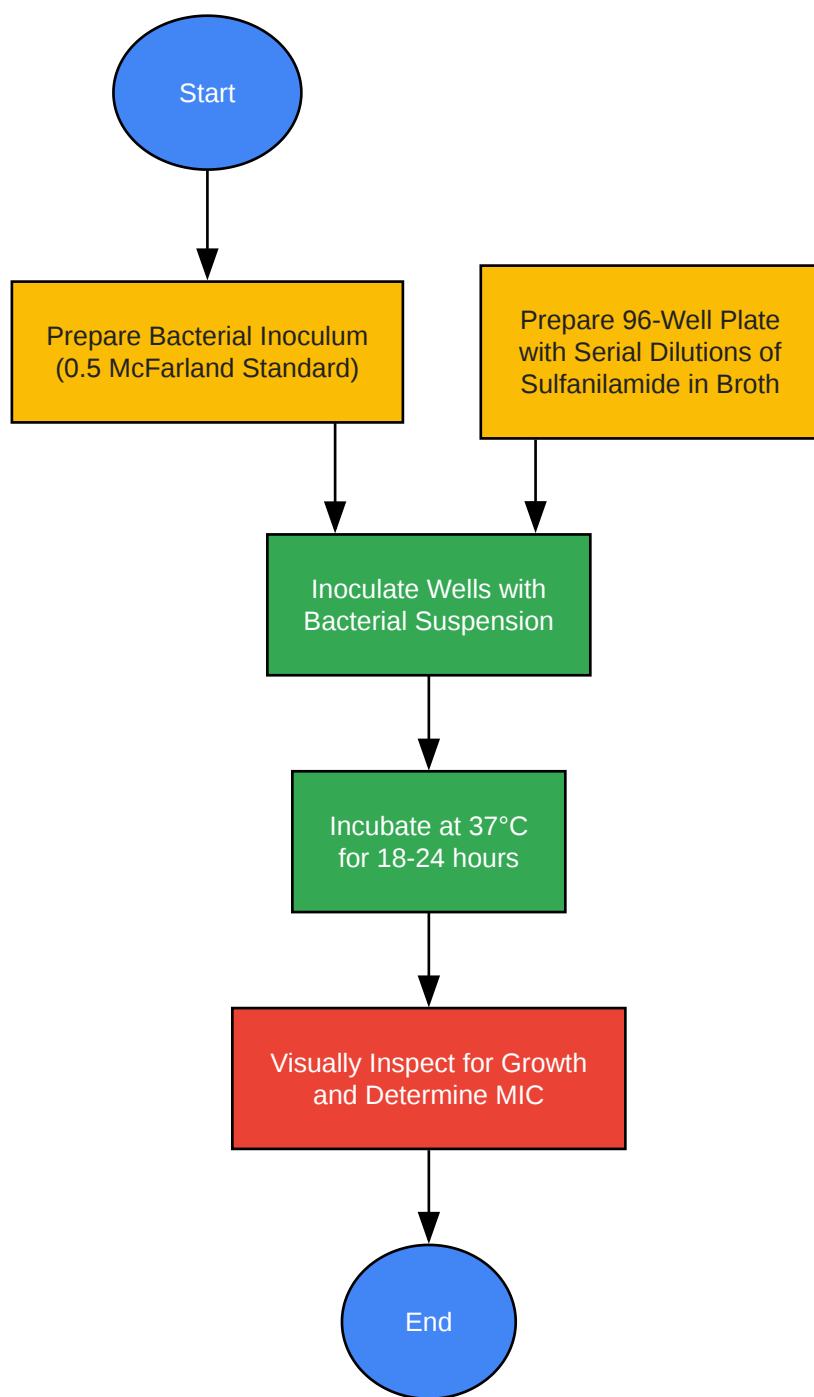 Start
Prepare Bacterial Inoculum
(0.5 McFarland Standard)
Prepare 96-Well Plate
with Serial Dilutions of
Sulfanilamide in Broth
Inoculate Wells with
Bacterial Suspension
Incubate at 37°C
for 18-24 hours
Visually Inspect for Growth
and Determine MIC
End